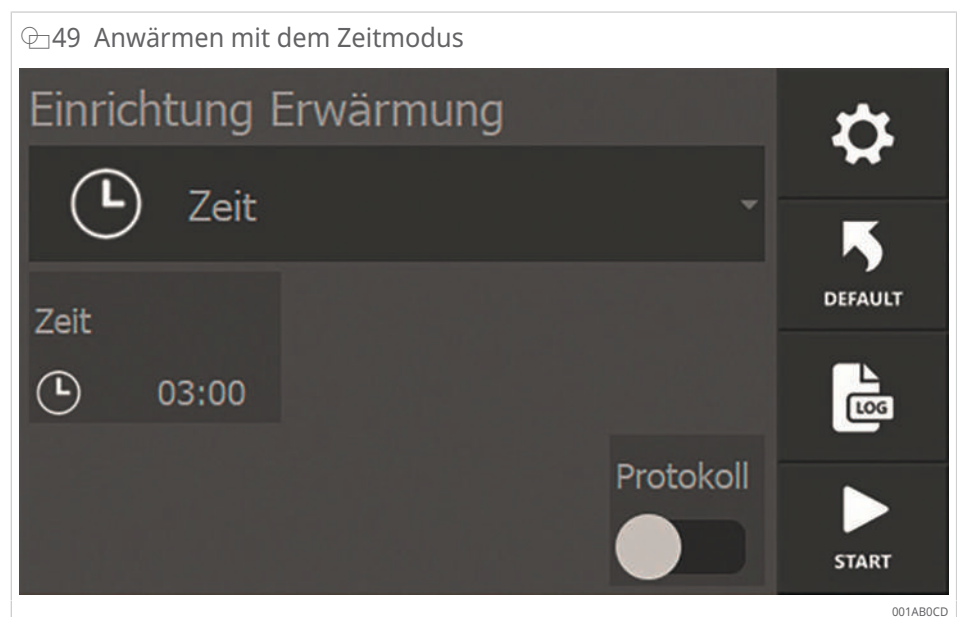 49 Anwärmen mit dem Zeitmodus
Einrichtung Erwärmung
Zeit
DEFAULT
Zeit
03:00
LOG
Protokoll
START
001AB0CD